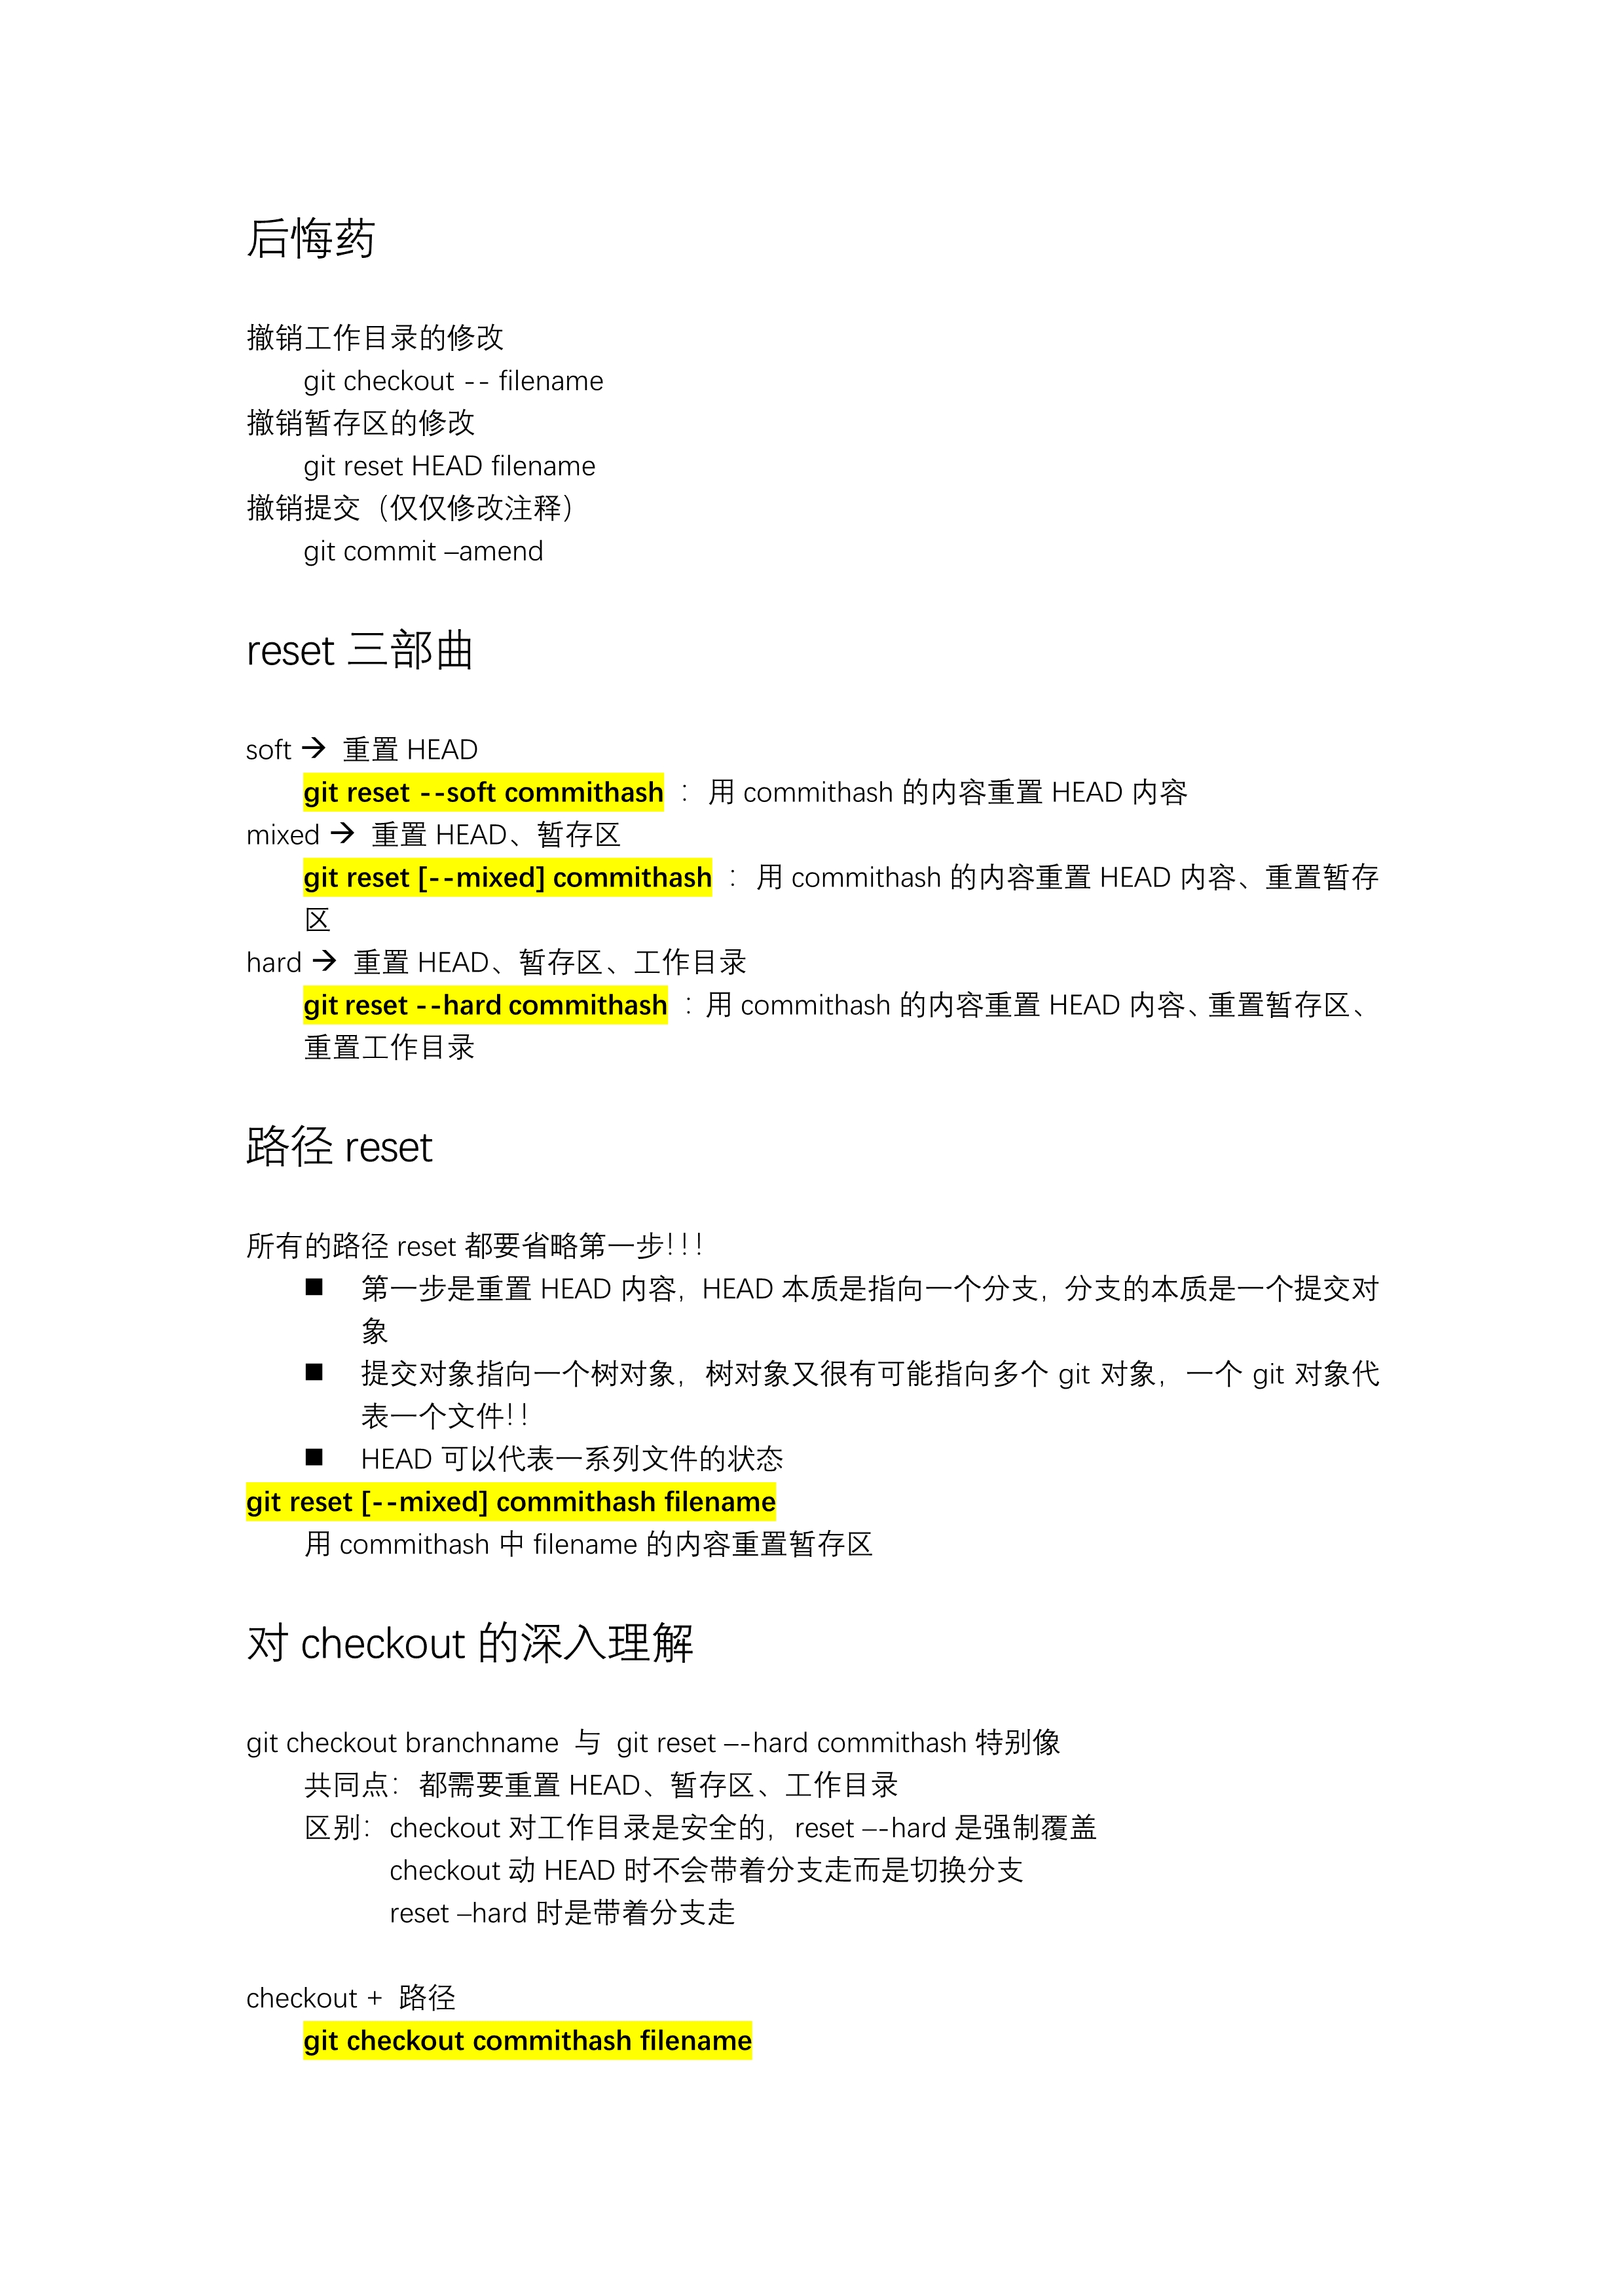 后悔药
撤销工作目录的修改
git checkout -- filename
撤销暂存区的修改
git reset HEAD filename
撤销提交（仅仅修改注释）
git commit –amend
reset 三部曲
soft → 重置 HEAD
git reset --soft commithash ： 用 commithash 的内容重置 HEAD 内容
mixed → 重置 HEAD、暂存区
git reset [--mixed] commithash ： 用 commithash 的内容重置 HEAD 内容、重置暂存
区
hard → 重置 HEAD、暂存区、工作目录
git reset --hard commithash ：用 commithash 的内容重置 HEAD 内容、重置暂存区、
重置工作目录
路径 reset
所有的路径 reset 都要省略第一步！！！
■ 第一步是重置 HEAD 内容，HEAD 本质是指向一个分支，分支的本质是一个提交对
象
■ 提交对象指向一个树对象，树对象又很有可能指向多个 git 对象，一个 git 对象代
表一个文件！！
■ HEAD 可以代表一系列文件的状态
git reset [--mixed] commithash filename
用 commithash 中 filename 的内容重置暂存区
对 checkout 的深入理解
git checkout branchname 与 git reset –-hard commithash 特别像
共同点：都需要重置 HEAD、暂存区、工作目录
区别：checkout 对工作目录是安全的，reset –-hard 是强制覆盖
checkout 动 HEAD 时不会带着分支走而是切换分支
reset –hard 时是带着分支走
checkout + 路径
git checkout commithash filename